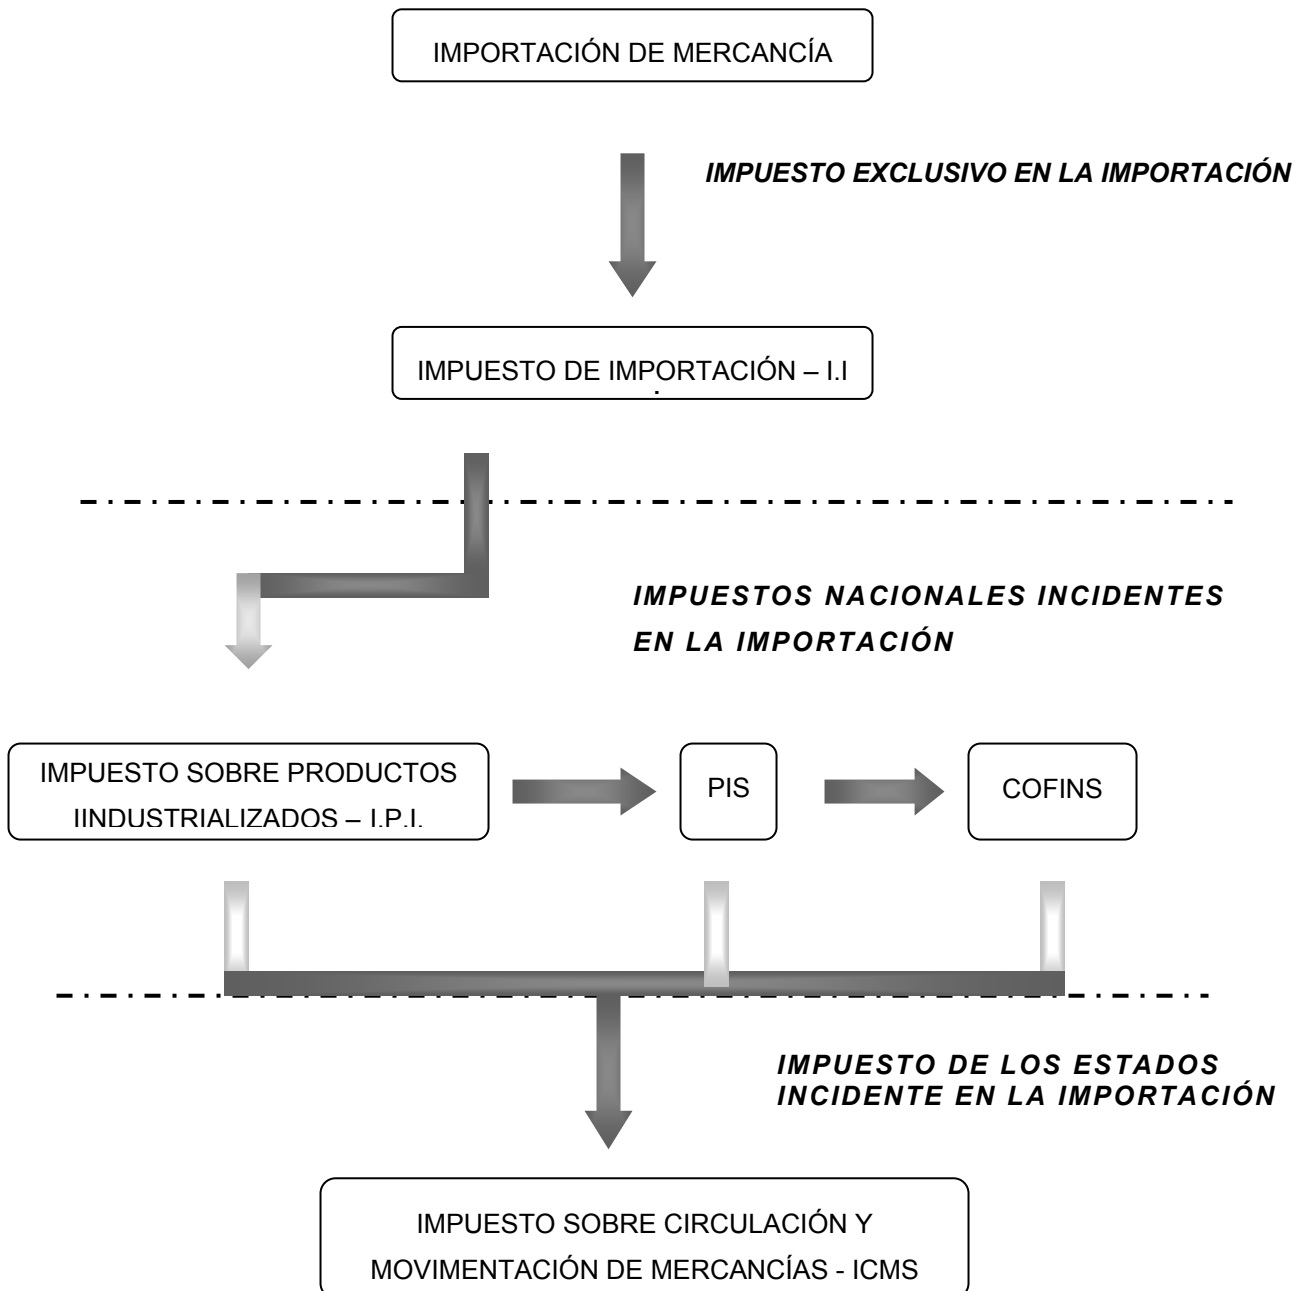 IMPORTACIÓN DE MERCANCÍA
IMPUESTO EXCLUSIVO EN LA IMPORTACIÓN
IMPUESTO DE IMPORTACIÓN – I.I
.
IMPUESTOS NACIONALES INCIDENTES
EN LA IMPORTACIÓN
IMPUESTO SOBRE PRODUCTOS
IINDUSTRIALIZADOS – I.P.I.
PIS
COFINS
IMPUESTO DE LOS ESTADOS
INCIDENTE EN LA IMPORTACIÓN
IMPUESTO SOBRE CIRCULACIÓN Y
MOVIMENTACIÓN DE MERCANCÍAS - ICMS